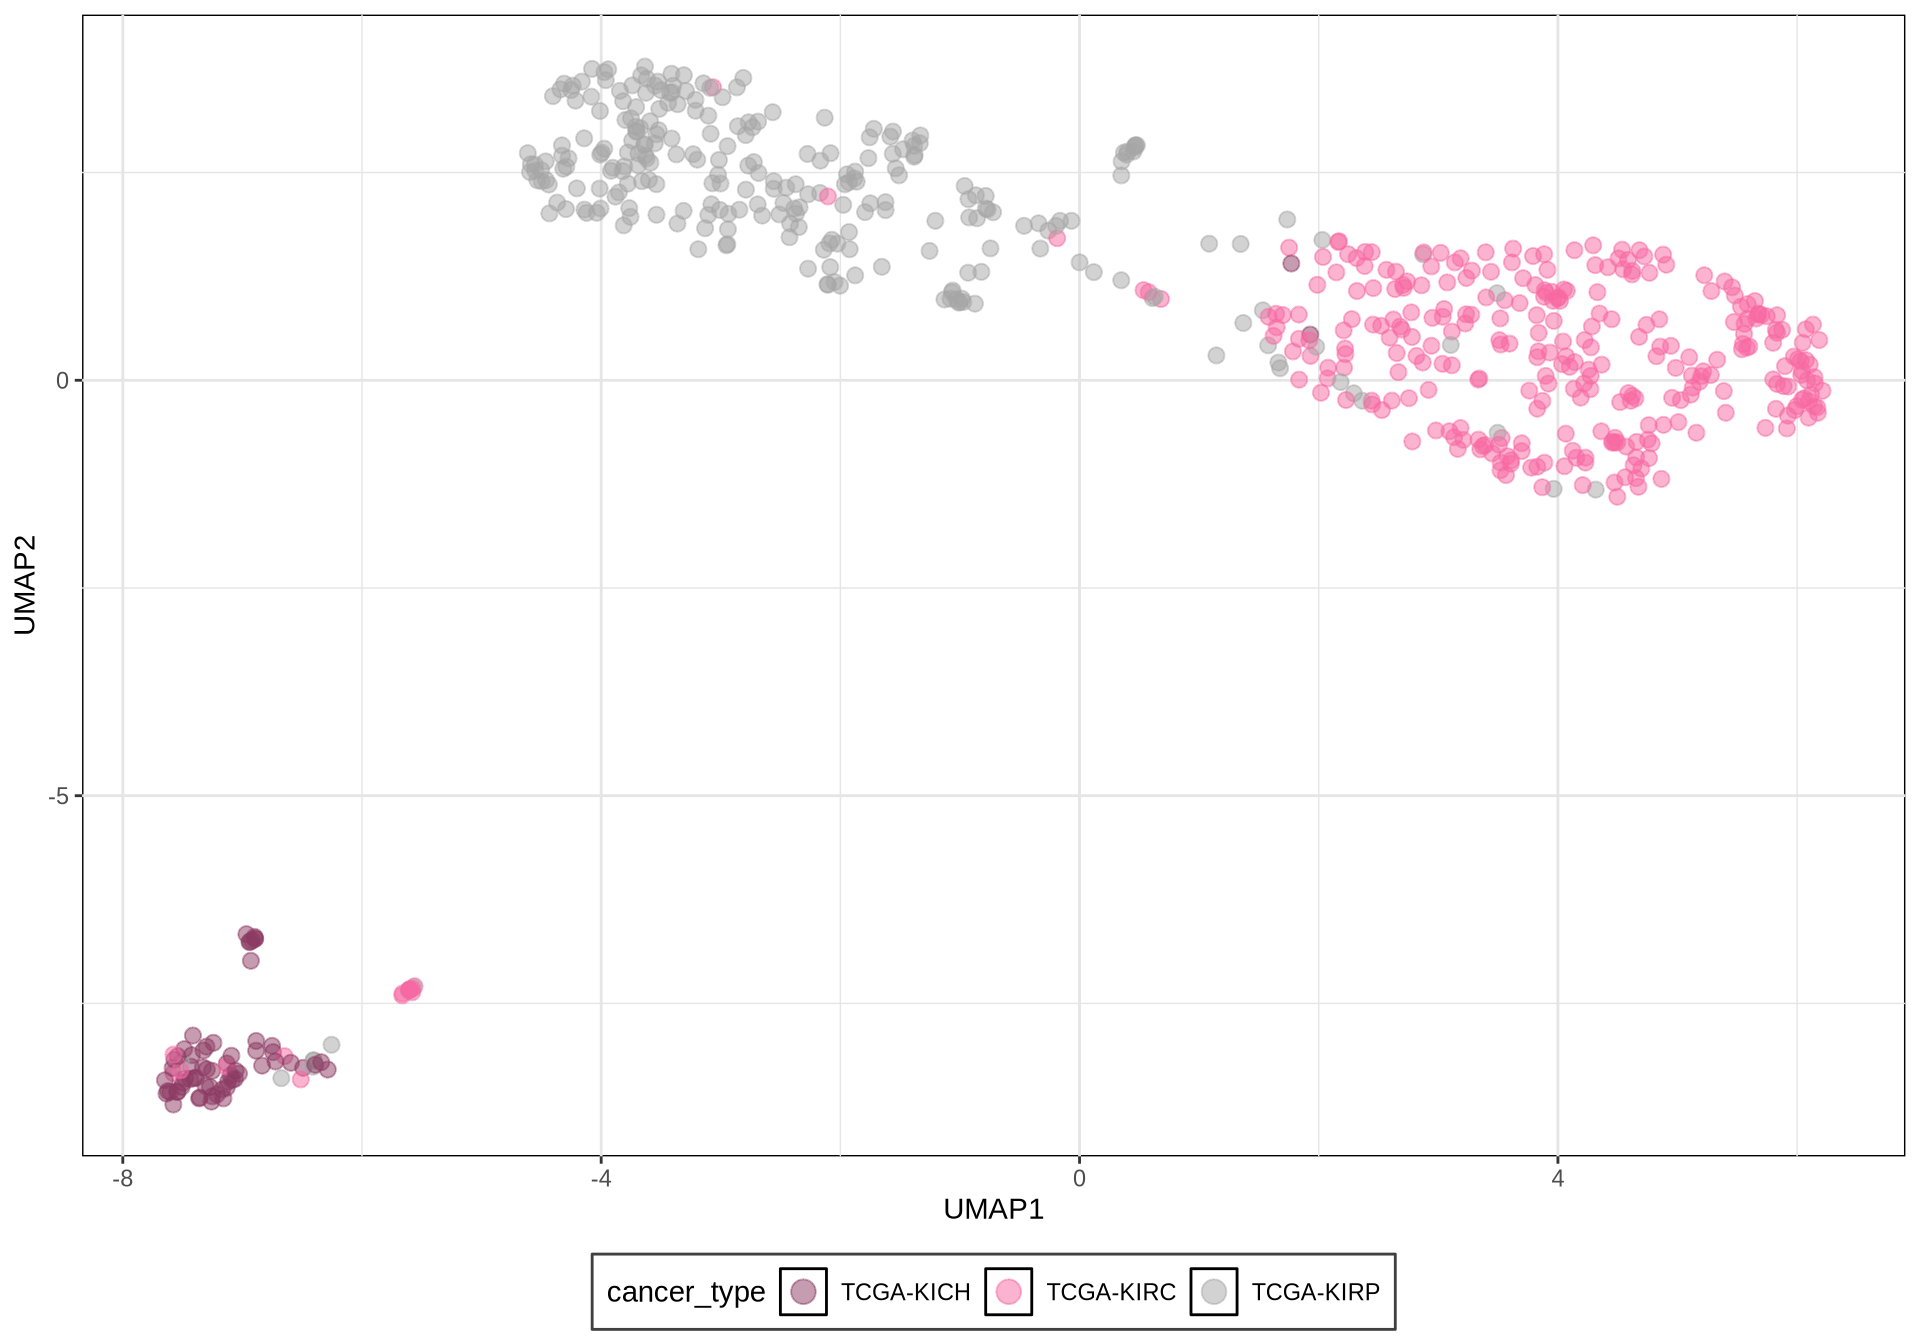 UMAP2
0
-5
-8 -4 0 4
UMAP1
cancer_type TCGA-KICH TCGA-KIRC TCGA-KIRP